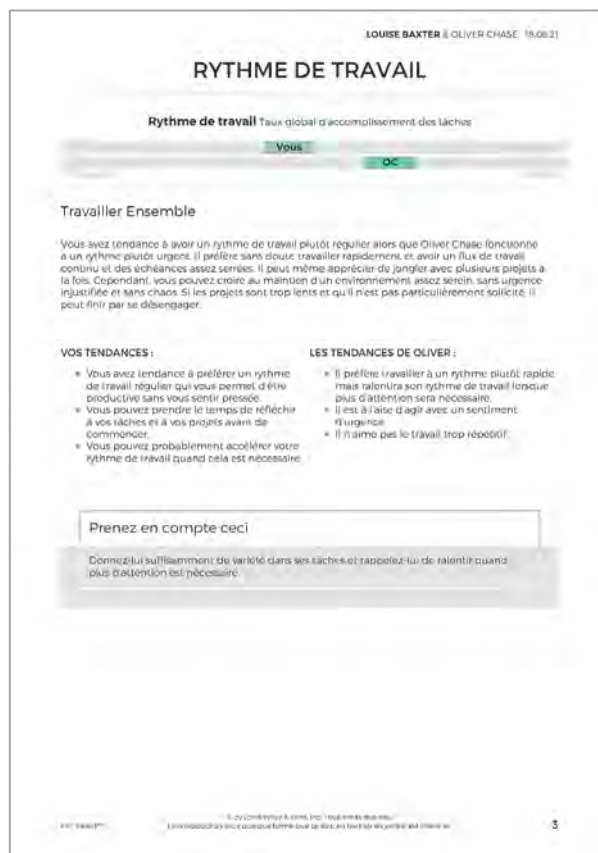 LOUISE BAXTER & OLIVER CHASE 18.08.21
RYTHME DE TRAVAIL
Rythme de travail Taux global d'accomplissement des tâches
Vous
OC
Travailler Ensemble
Vous avez tendance à avoir un rythme de travail plutôt régulier alors que Oliver Chase fonctionne
à un rythme plutôt urgent. Il préfère sans doute travailler rapidement et avoir un flux de travail
continu et des échéances assez serrées. Il peut même apprécier de jongler avec plusieurs projets à
la fois. Cependant, vous pouvez croire au maintien d'un environnement assez serein, sans urgence
injustifiée et sans chaos. Si les projets sont trop lents et qu'il n'est pas particulièrement sollicité, il
peut finir par se désengager.
VOS TENDANCES :
Vous avez tendance à préférer un rythme
de travail régulier qui vous permet d'être
productive sans vous sentir pressée.
Vous pouvez prendre le temps de réfléchir
à vos tâches et à vos projets avant de
commencer.
Vous pouvez probablement accélérer votre
rythme de travail quand cela est nécessaire.
LES TENDANCES DE OLIVER :
Il préfère travailler à un rythme plutôt rapide
mais ralentira son rythme de travail lorsque
plus d'attention sera nécessaire.
Il est à l'aise d'agir avec un sentiment
d'urgence.
Il n'aime pas le travail trop répétitif.
Prenez en compte ceci
Donnez-lui suffisamment de variété dans ses tâches et rappelez-lui de ralentir quand
plus d'attention est nécessaire.
3